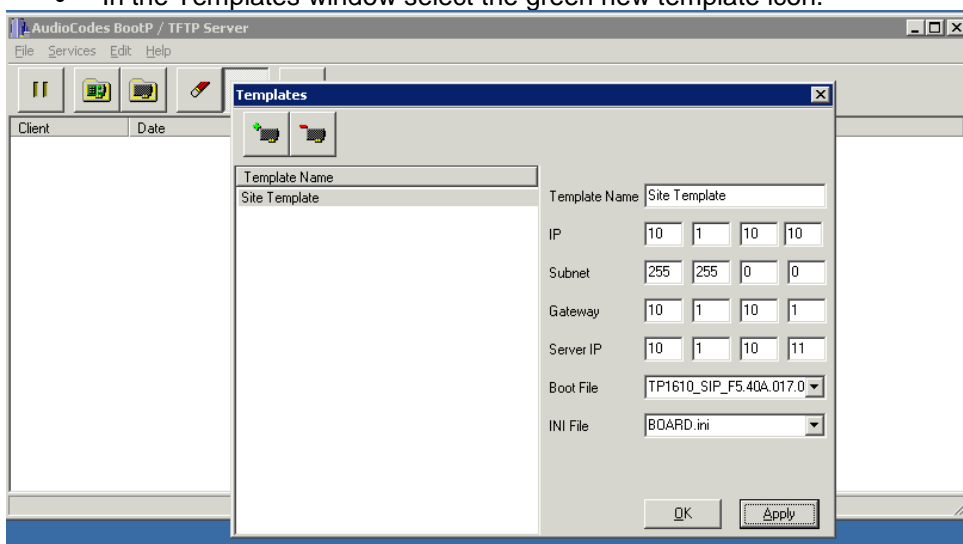 • In the Templates window select the green new template icon.
AudioCodes BootP / TFTP Server
File Services Edit Help
Templates
Client Date
Template Name
Site Template
Template Name Site Template
IP 10 1 10 10
Subnet 255 255 0 0
Gateway 10 1 10 1
Server IP 10 1 10 11
Boot File TP1610_SIP_F5.40A.017.0
INI File BOARD.ini
OK Apply